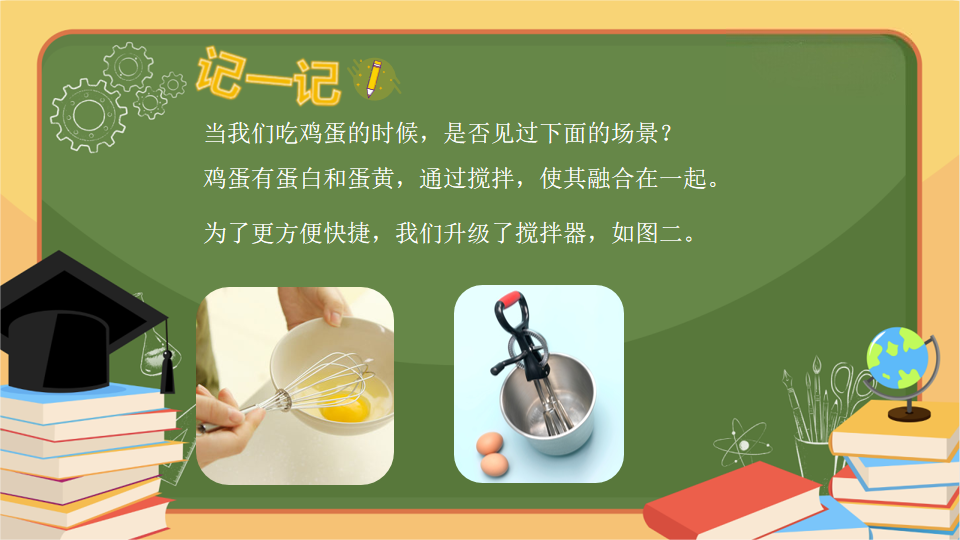 记一记
当我们吃鸡蛋的时候，是否见过下面的场景？
鸡蛋有蛋白和蛋黄，通过搅拌，使其融合在一起。
为了更方便快捷，我们升级了搅拌器，如图二。